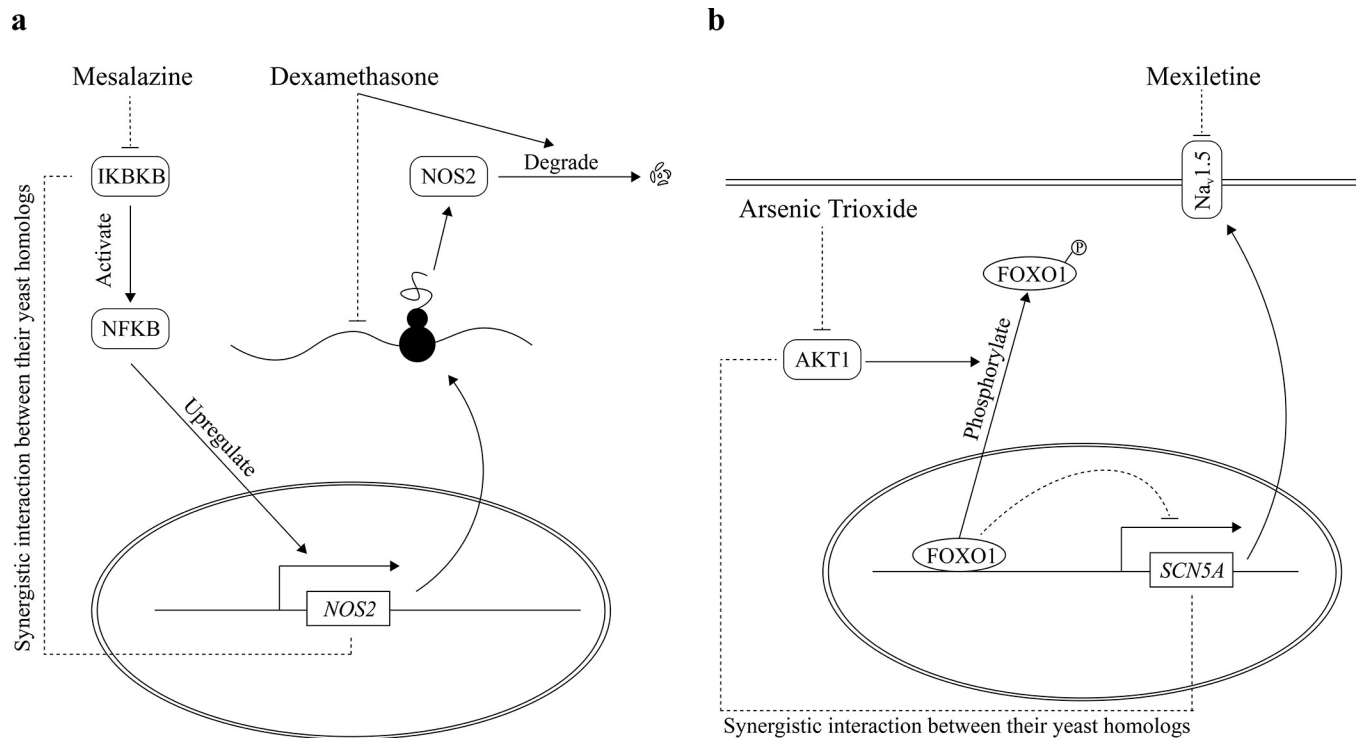 a
Mesalazine
Dexamethasone
IKBKB
NOS2
Degrade
Activate
NFKB
Upregulate
NOS2
Synergistic interaction between their yeast homologs
b
Mexiletine
Nav1.5
Arsenic Trioxide
P
FOXO1
AKT1
Phosphorylate
FOXO1
SCN5A
Synergistic interaction between their yeast homologs